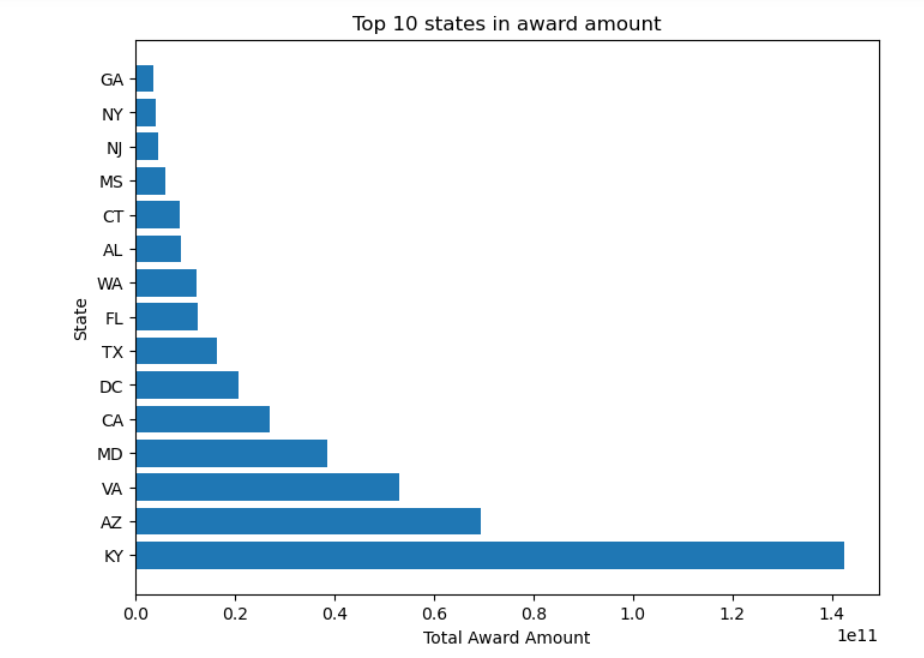 Top 10 states in award amount
GA
NY
NJ
MS
CT
AL
WA
FL
TX
DC
CA
MD
VA
AZ
KY
State
0.0 0.2 0.4 0.6 0.8 1.0 1.2 1.4
1e11
Total Award Amount